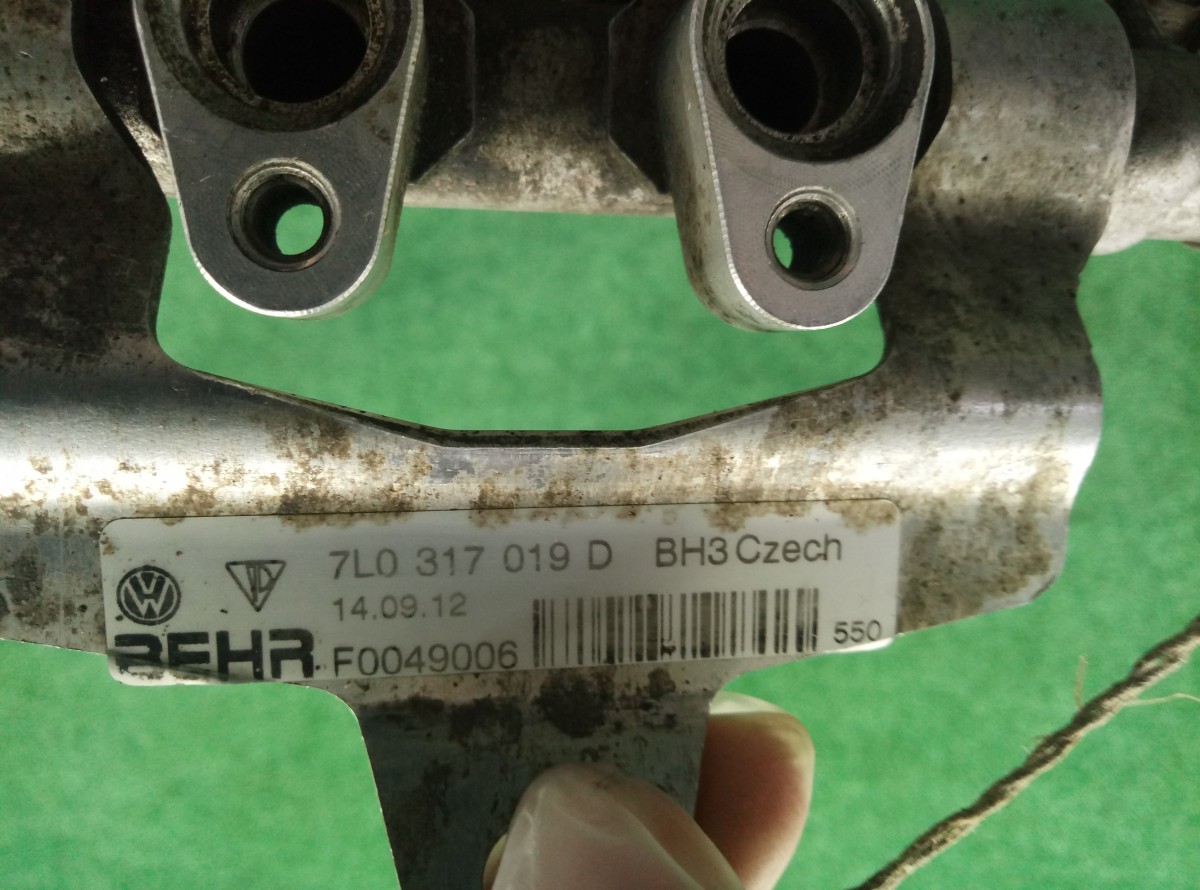 7L0 317 019 D BH3 Czech
14.09.12
550
BEHR F0049006